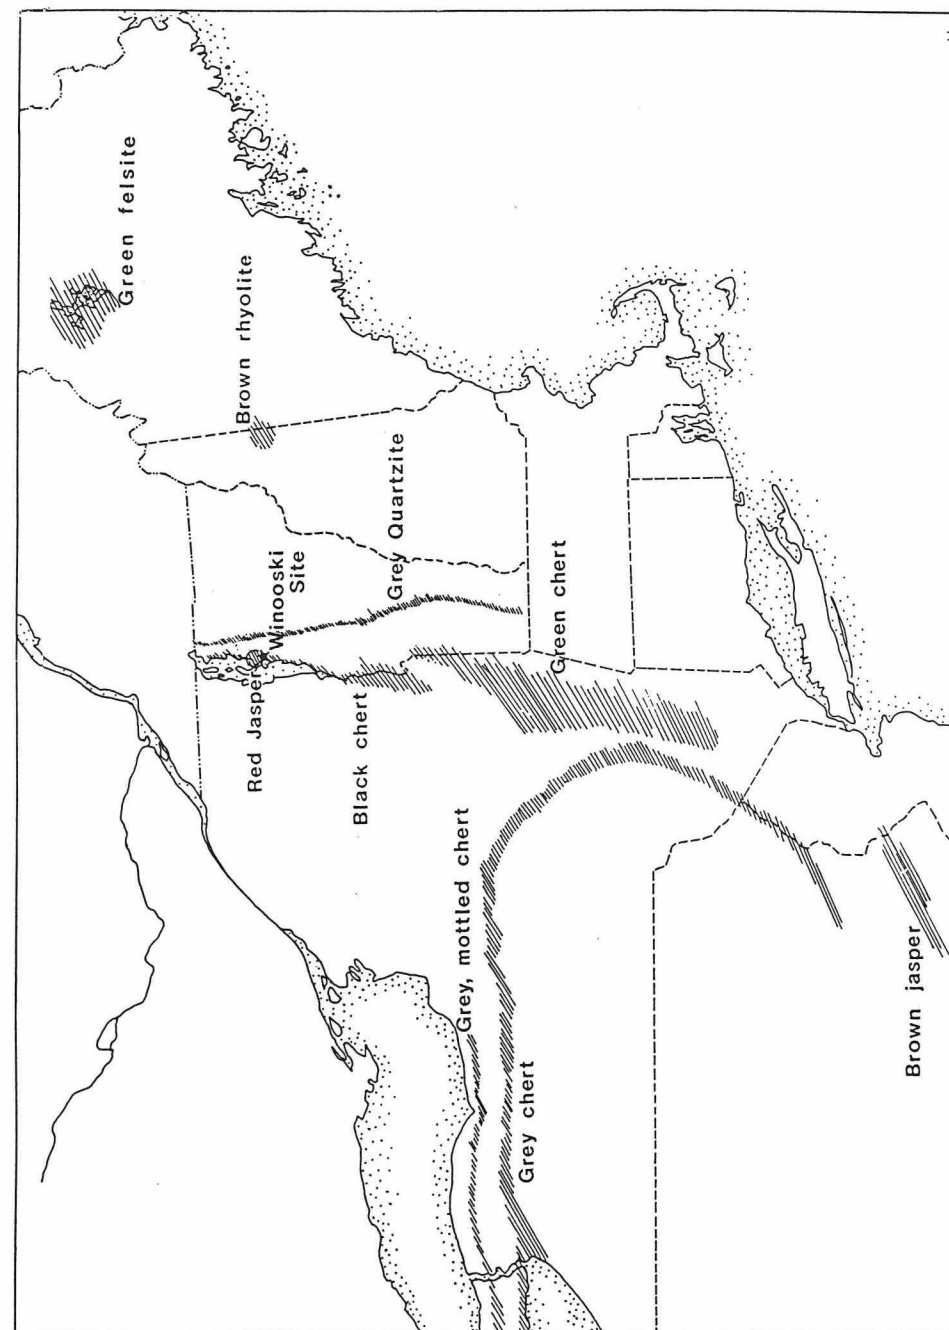 Green felsite
Brown rhyolite
Grey Quartzite
Winooski
Site
Red Jasper
Green chert
Black chert
Grey, mottled chert
Grey chert
Brown jasper